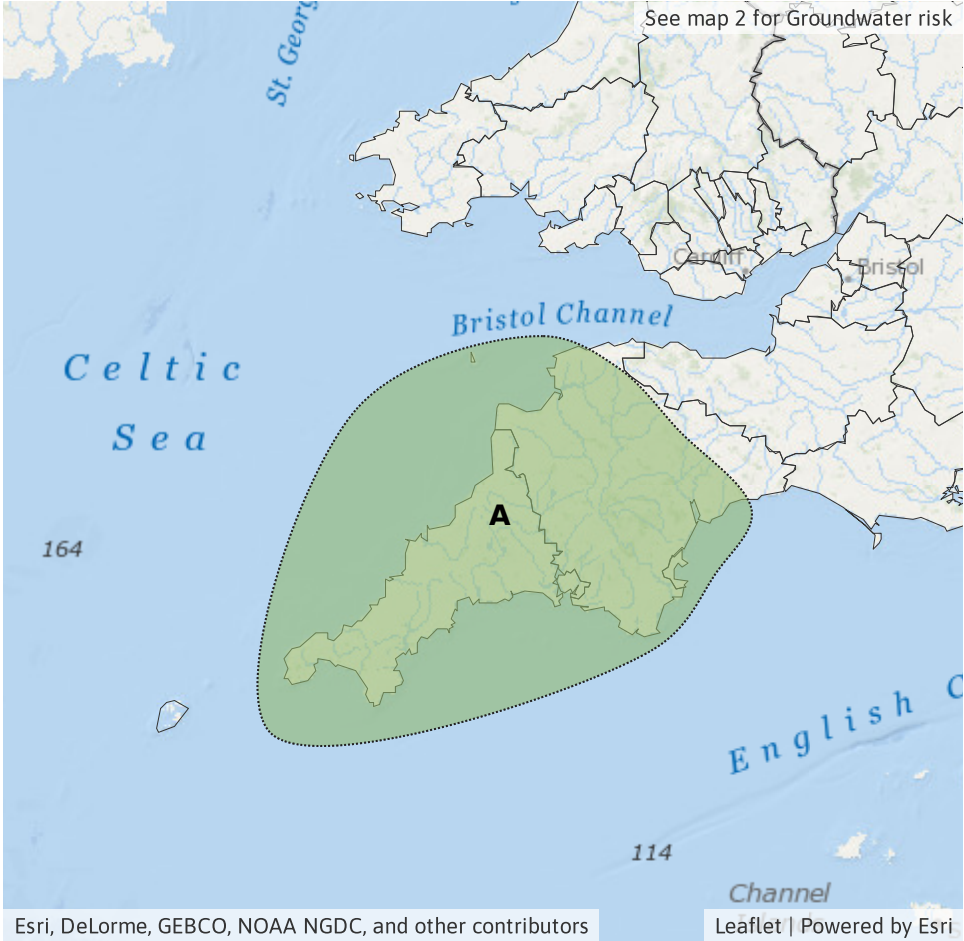 See map 2 for Groundwater risk
St. Georg
Cardiff
Bristol
Bristol Channel
Celtic
Sea
A
164
English C
114
Channel
Islands
Esri, DeLorme, GEBCO, NOAA NGDC, and other contributors
Leaflet | Powered by Esri